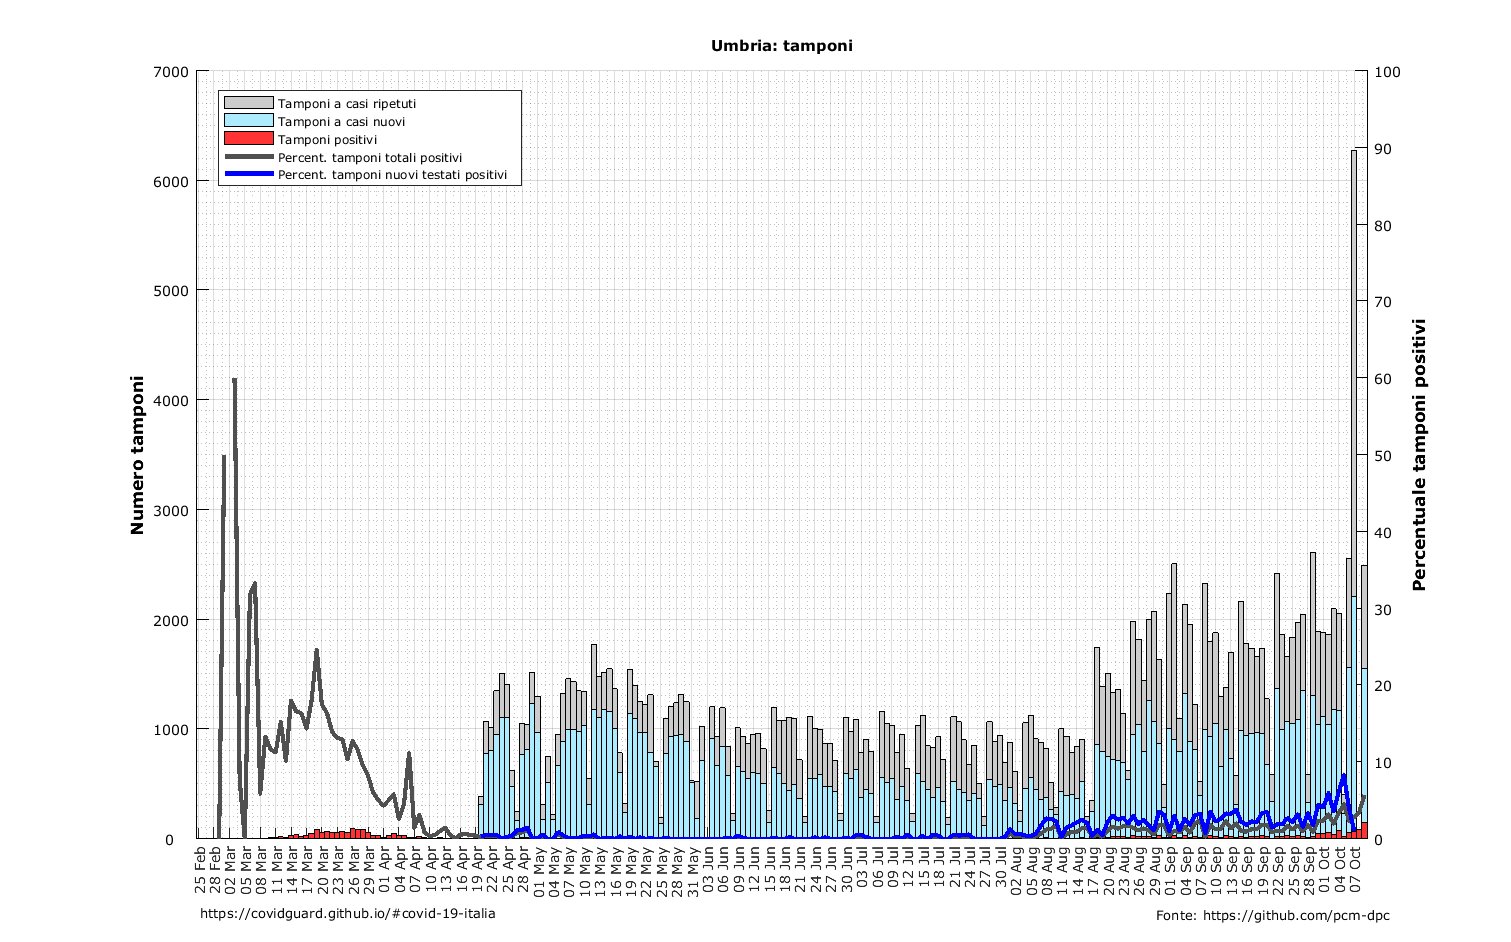 Umbria: tamponi
7000
6000
5000
4000
3000
2000
1000
0
Numero tamponi
Tamponi a casi ripetuti
Tamponi a casi nuovi
Tamponi positivi
Percent. tamponi totali positivi
Percent. tamponi nuovi testati positivi
100
90
80
70
60
50
40
30
20
10
0
Percentuale tamponi positivi
25 Feb
28 Feb
02 Mar
05 Mar
08 Mar
11 Mar
14 Mar
17 Mar
20 Mar
23 Mar
26 Mar
29 Mar
01 Apr
04 Apr
07 Apr
10 Apr
13 Apr
16 Apr
19 Apr
22 Apr
25 Apr
28 Apr
01 May
04 May
07 May
10 May
13 May
16 May
19 May
22 May
25 May
28 May
31 May
03 Jun
06 Jun
09 Jun
12 Jun
15 Jun
18 Jun
21 Jun
24 Jun
27 Jun
30 Jun
03 Jul
06 Jul
09 Jul
12 Jul
15 Jul
18 Jul
21 Jul
24 Jul
27 Jul
30 Jul
02 Aug
05 Aug
08 Aug
11 Aug
14 Aug
17 Aug
20 Aug
23 Aug
26 Aug
29 Aug
01 Sep
04 Sep
07 Sep
10 Sep
13 Sep
16 Sep
19 Sep
22 Sep
25 Sep
28 Sep
01 Oct
04 Oct
07 Oct
https://covidguard.github.io/#covid-19-italia
Fonte: https://github.com/pcm-dpc